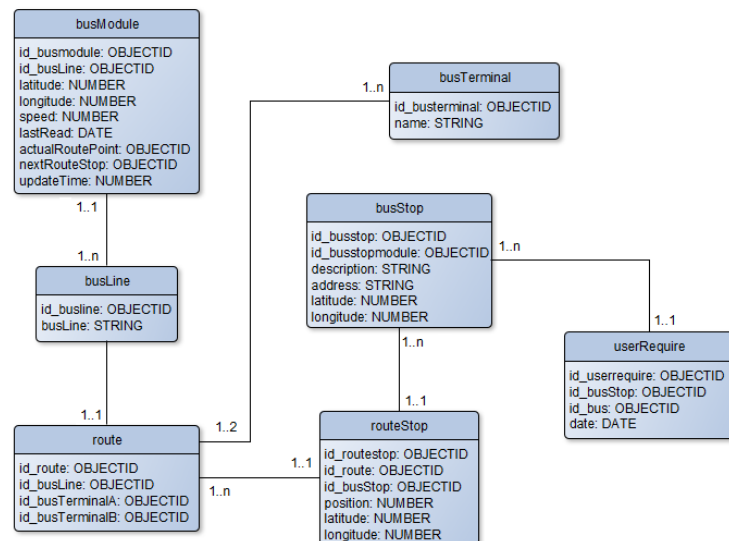 busModule
id_busmodule: OBJECTID
id_busLine: OBJECTID
latitude: NUMBER
longitude: NUMBER
speed: NUMBER
lastRead: DATE
actualRoutePoint: OBJECTID
nextRouteStop: OBJECTID
updateTime: NUMBER
1..1
1..n
busLine
id_busline: OBJECTID
busLine: STRING
1..1
route
id_route: OBJECTID
id_busLine: OBJECTID
id_busTerminalA: OBJECTID
id_busTerminalB: OBJECTID
1..2
1..n
1..n
busTerminal
id_busterminal: OBJECTID
name: STRING
busStop
id_busstop: OBJECTID
id_busstopmodule: OBJECTID
description: STRING
address: STRING
latitude: NUMBER
longitude: NUMBER
1..n
1..n
1..1
1..1
routeStop
id_routestop: OBJECTID
id_route: OBJECTID
id_busStop: OBJECTID
position: NUMBER
latitude: NUMBER
longitude: NUMBER
1..1
userRequire
id_userrequire: OBJECTID
id_busStop: OBJECTID
id_bus: OBJECTID
date: DATE